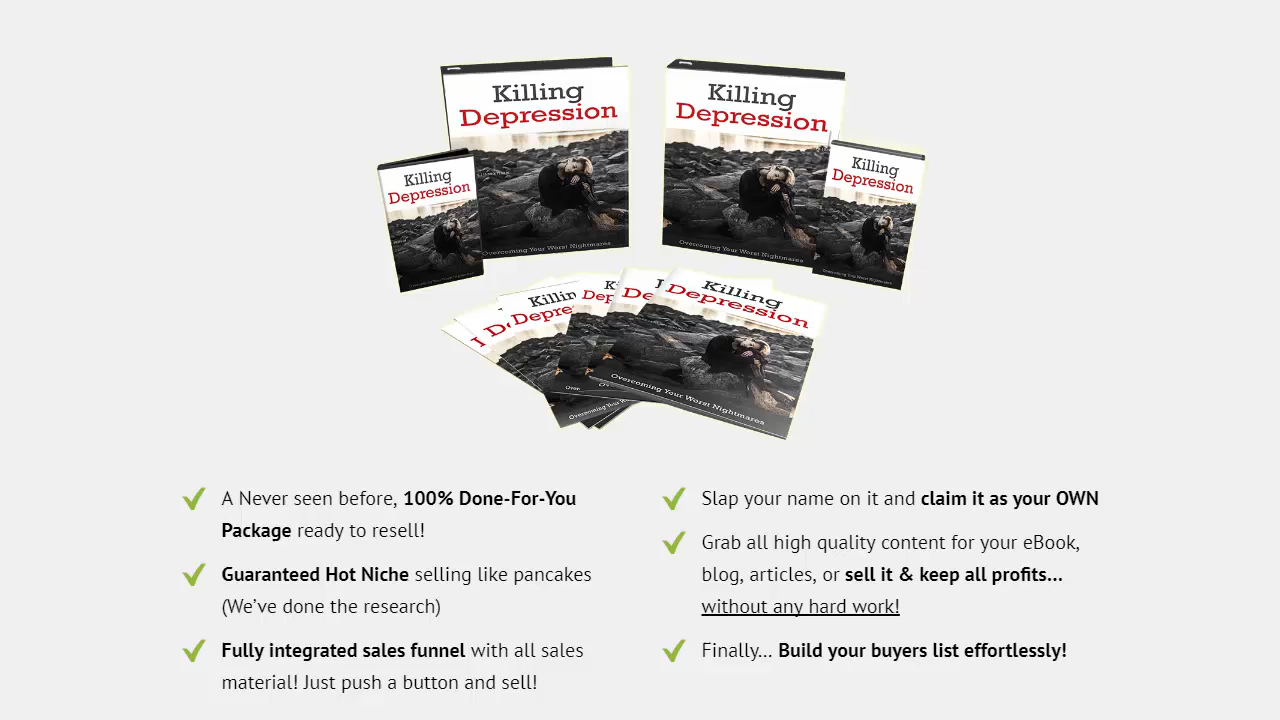 Killing
Depression
Overcoming Your Worst Nightmares
Killing
Depression
Overcoming Your Worst Nightmares
Killing
Depression
Killing
Depression
Overcoming Your Worst Nightmares
Killing
Depression
Overcoming Your Worst Nightmares
A Never seen before, 100% Done-For-You
Package ready to resell!
Guaranteed Hot Niche selling like pancakes
(We’ve done the research)
Fully integrated sales funnel with all sales
material! Just push a button and sell!
Slap your name on it and claim it as your OWN
Grab all high quality content for your eBook,
blog, articles, or sell it & keep all profits...
without any hard work!
Finally... Build your buyers list effortlessly!